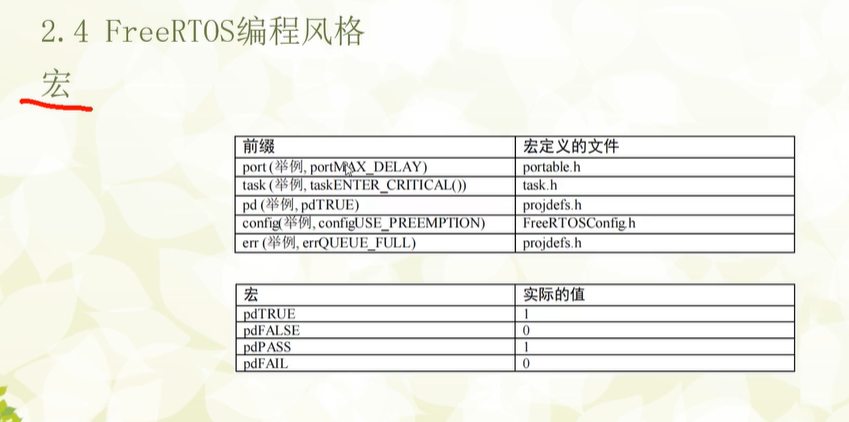 2.4 FreeRTOS编程风格
宏
前缀 宏定义的文件
port (举例, portMAX_DELAY) portable.h
task (举例, taskENTER_CRITICAL()) task.h
pd (举例, pdTRUE) projdefs.h
config(举例, configUSE_PREEMPTION) FreeRTOSConfig.h
err (举例, errQUEUE_FULL) projdefs.h
宏 实际的值
pdTRUE 1
pdFALSE 0
pdPASS 1
pdFAIL 0